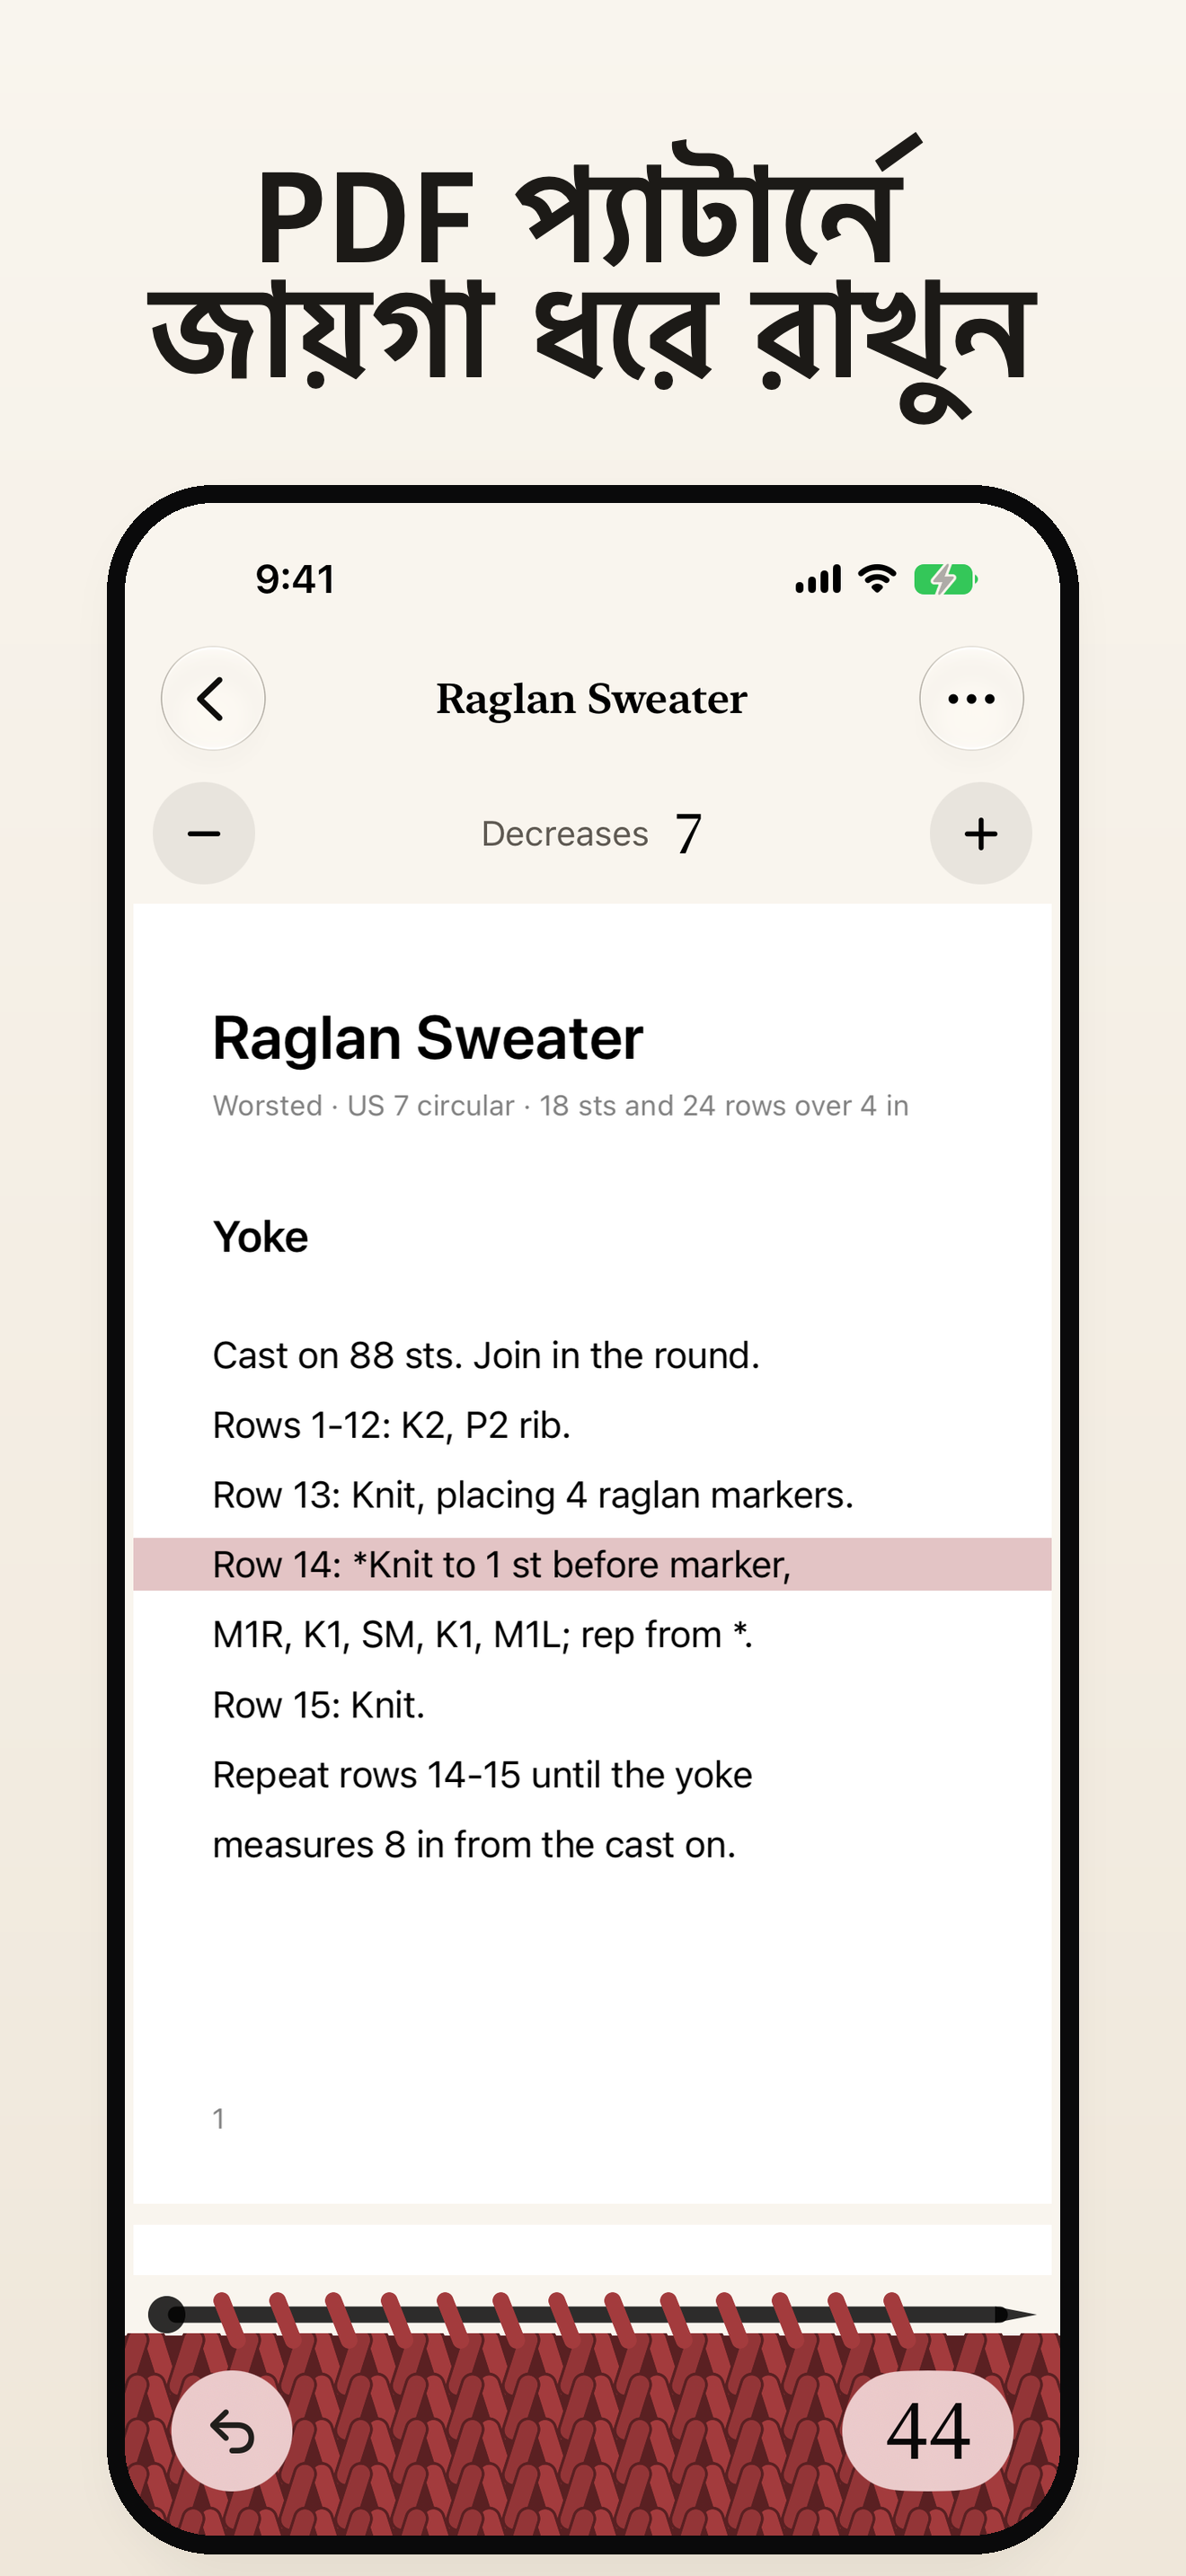 PDF প্যাটার্নে
জায়গা ধরে রাখুন
9:41
Raglan Sweater
Decreases 7
Raglan Sweater
Worsted · US 7 circular · 18 sts and 24 rows over 4 in
Yoke
Cast on 88 sts. Join in the round.
Rows 1-12: K2, P2 rib.
Row 13: Knit, placing 4 raglan markers.
Row 14: *Knit to 1 st before marker,
M1R, K1, SM, K1, M1L; rep from *.
Row 15: Knit.
Repeat rows 14-15 until the yoke
measures 8 in from the cast on.
1
44